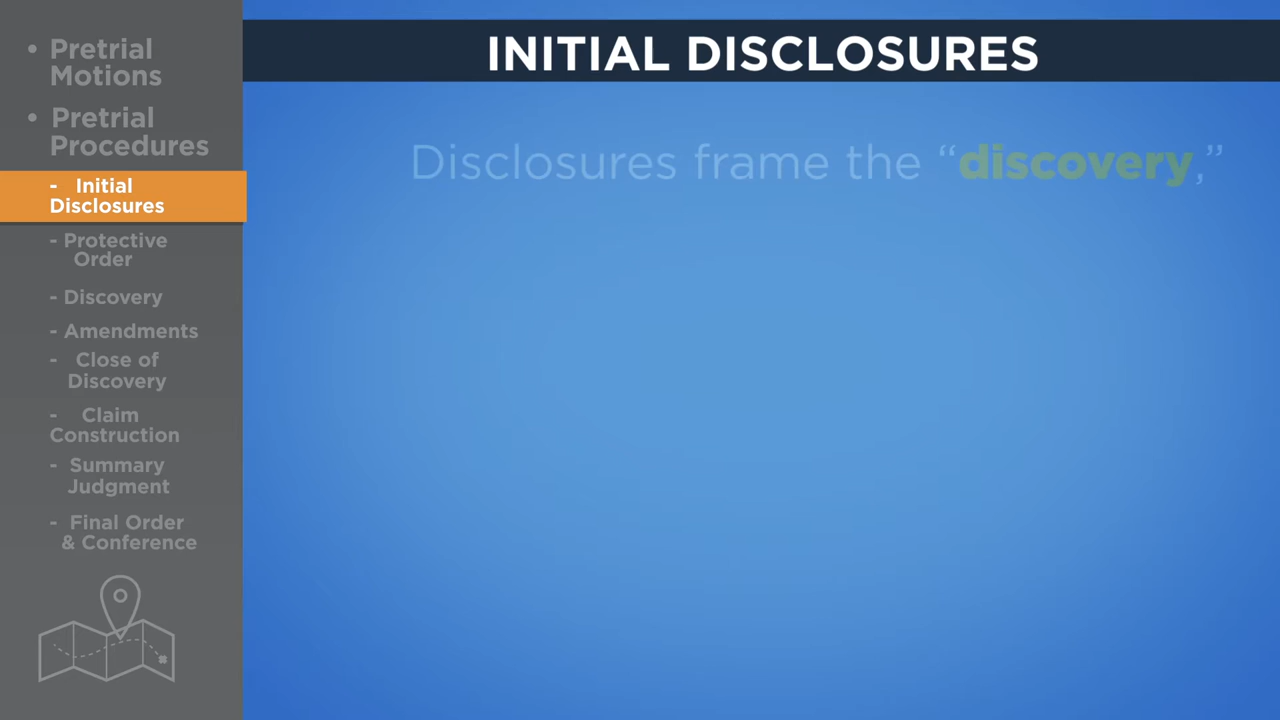 • Pretrial
Motions
• Pretrial
Procedures
- Initial
Disclosures
- Protective
Order
- Discovery
- Amendments
- Close of
Discovery
- Claim
Construction
- Summary
Judgment
- Final Order
& Conference
INITIAL DISCLOSURES
Disclosures frame the “discovery,”